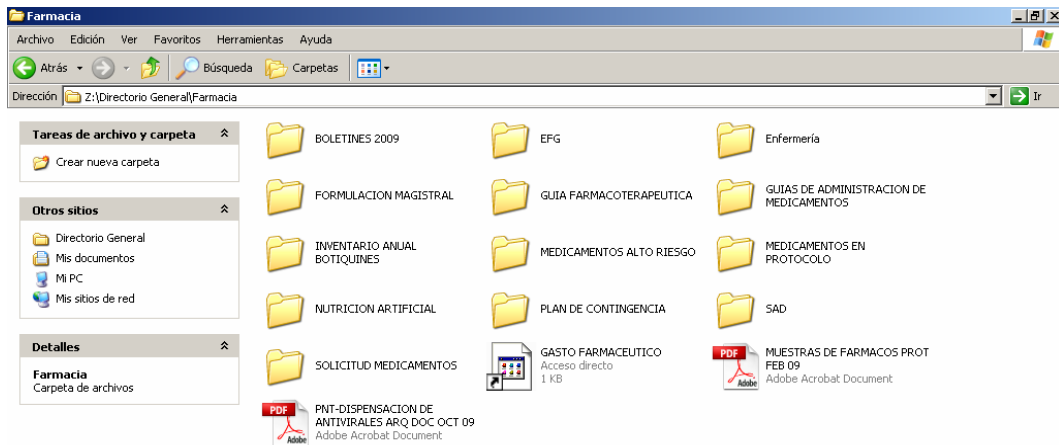 Farmacia
Archivo Edición Ver Favoritos Herramientas Ayuda
Atrás Búsqueda Carpetas
Dirección Z:\Directorio General\Farmacia Ir
Tareas de archivo y carpeta
Crear nueva carpeta
Otros sitios
Directorio General
Mis documentos
Mi PC
Mis sitios de red
Detalles
Farmacia
Carpeta de archivos
BOLETINES 2009
EFG
Enfermería
FORMULACION MAGISTRAL
GUIA FARMACOTERAPEUTICA
GUIAS DE ADMINISTRACION DE
MEDICAMENTOS
INVENTARIO ANUAL
BOTIQUINES
MEDICAMENTOS ALTO RIESGO
MEDICAMENTOS EN
PROTOCOLO
NUTRICION ARTIFICIAL
PLAN DE CONTINGENCIA
SAD
SOLICITUD MEDICAMENTOS
GASTO FARMACEUTICO
Acceso directo
1 KB
PDF
Adobe
MUESTRAS DE FARMACOS PROT
FEB 09
Adobe Acrobat Document
PDF
Adobe
PNT-DISPENSACION DE
ANTIVIRALES ARQ DOC OCT 09
Adobe Acrobat Document